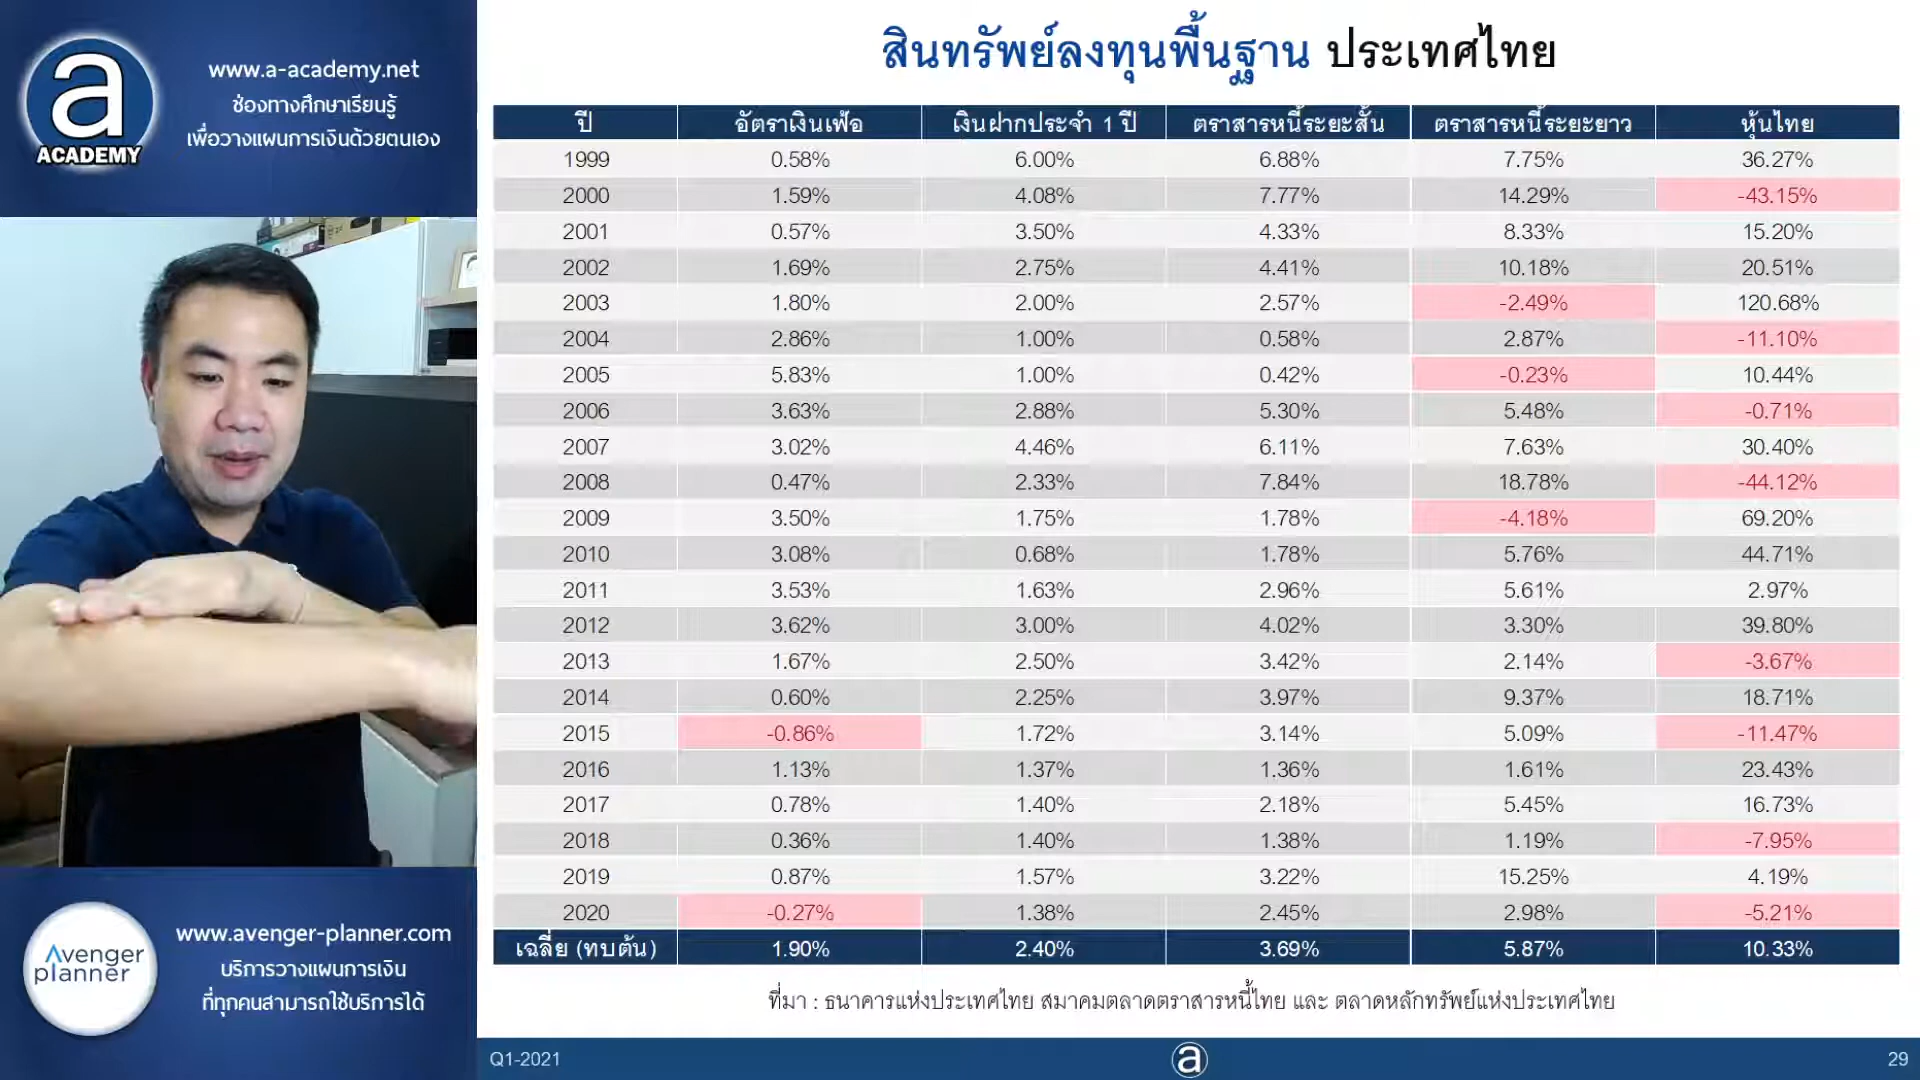 a
ACADEMY
www.a-academy.net
ช่องทางศึกษาเรียนรู้
เพื่อวางแผนการเงินด้วยตนเอง
สินทรัพย์ลงทุนพื้นฐาน ประเทศไทย
ปี อัตราเงินเฟ้อ เงินฝากประจำ 1 ปี ตราสารหนี้ระยะสั้น ตราสารหนี้ระยะยาว หุ้นไทย
1999 0.58% 6.00% 6.88% 7.75% 36.27%
2000 1.59% 4.08% 7.77% 14.29% -43.15%
2001 0.57% 3.50% 4.33% 8.33% 15.20%
2002 1.69% 2.75% 4.41% 10.18% 20.51%
2003 1.80% 2.00% 2.57% -2.49% 120.68%
2004 2.86% 1.00% 0.58% 2.87% -11.10%
2005 5.83% 1.00% 0.42% -0.23% 10.44%
2006 3.63% 2.88% 5.30% 5.48% -0.71%
2007 3.02% 4.46% 6.11% 7.63% 30.40%
2008 0.47% 2.33% 7.84% 18.78% -44.12%
2009 3.50% 1.75% 1.78% -4.18% 69.20%
2010 3.08% 0.68% 1.78% 5.76% 44.71%
2011 3.53% 1.63% 2.96% 5.61% 2.97%
2012 3.62% 3.00% 4.02% 3.30% 39.80%
2013 1.67% 2.50% 3.42% 2.14% -3.67%
2014 0.60% 2.25% 3.97% 9.37% 18.71%
2015 -0.86% 1.72% 3.14% 5.09% -11.47%
2016 1.13% 1.37% 1.36% 1.61% 23.43%
2017 0.78% 1.40% 2.18% 5.45% 16.73%
2018 0.36% 1.40% 1.38% 1.19% -7.95%
2019 0.87% 1.57% 3.22% 15.25% 4.19%
2020 -0.27% 1.38% 2.45% 2.98% -5.21%
เฉลี่ย (ทบต้น) 1.90% 2.40% 3.69% 5.87% 10.33%
ที่มา : ธนาคารแห่งประเทศไทย สมาคมตลาดตราสารหนี้ไทย และ ตลาดหลักทรัพย์แห่งประเทศไทย
Avenger
planner
www.avenger-planner.com
บริการวางแผนการเงิน
ที่ทุกคนสามารถใช้บริการได้
Q1-2021 a 29